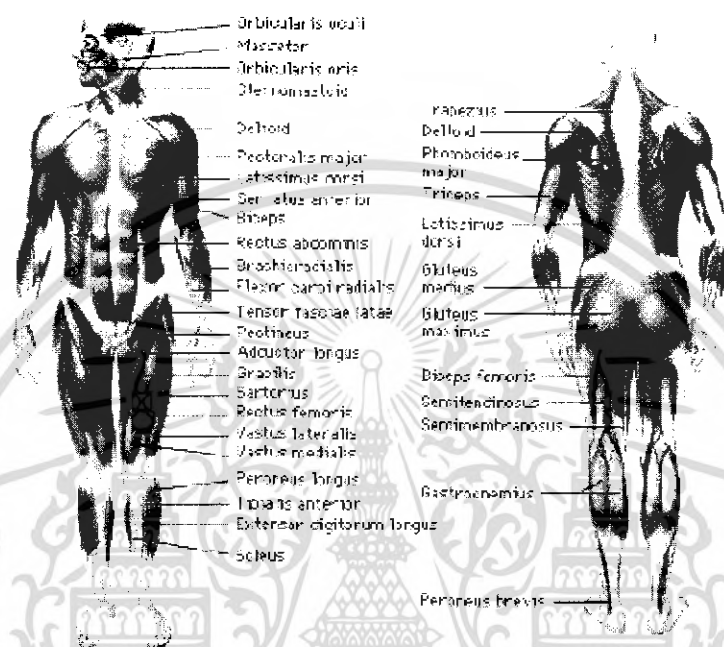 Orbicularis oculi
Masseter
Orbicularis oris
Sternomastoid
Deltoid
Pectoralis major
Latissimus dorsi
Serratus anterior
Biceps
Rectus abdominis
Brachioradialis
Flexor carpi radialis
Tensor fasciae latae
Pectineus
Adductor longus
Gracilis
Sartorius
Rectus femoris
Vastus lateralis
Vastus medialis
Peroneus longus
Tibialis anterior
Extensor digitorum longus
Soleus
Trapezius
Deltoid
Rhomboideus
major
Triceps
Latissimus
dorsi
Gluteus
medius
Gluteus
maximus
Biceps femoris
Semitendinosus
Semimembranosus
Gastrocnemius
Peroneus brevis